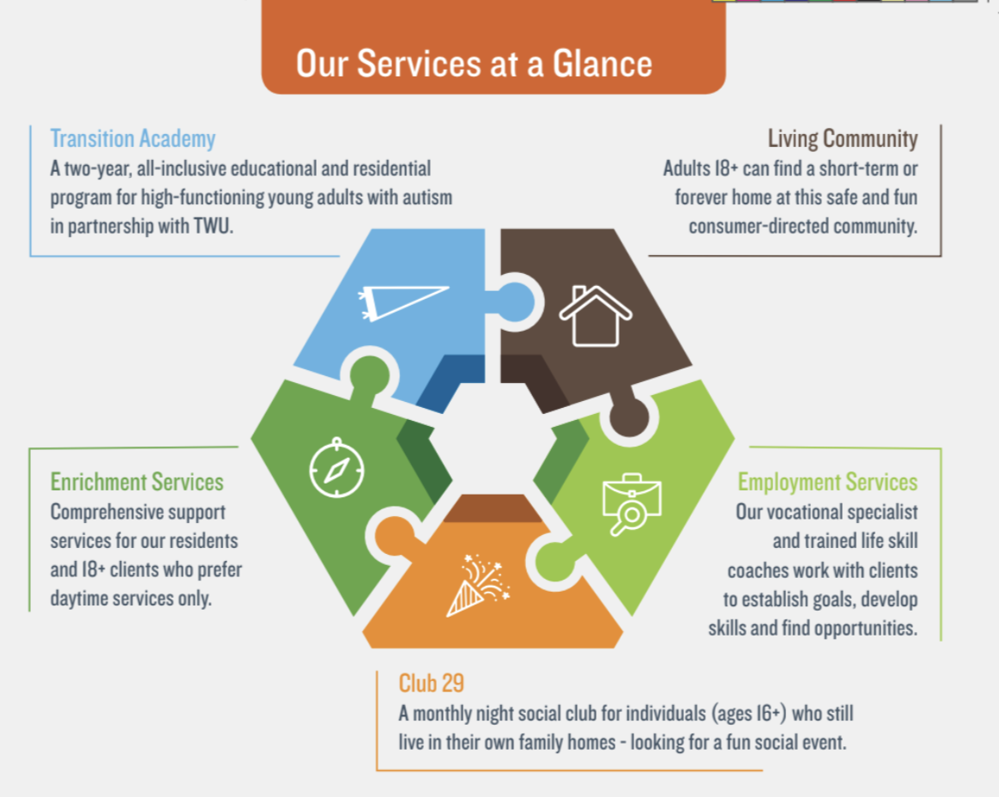 Our Services at a Glance
Transition Academy
A two-year, all-inclusive educational and residential
program for high-functioning young adults with autism
in partnership with TWU.
Living Community
Adults 18+ can find a short-term or
forever home at this safe and fun
consumer-directed community.
Enrichment Services
Comprehensive support
services for our residents
and 18+ clients who prefer
daytime services only.
Employment Services
Our vocational specialist
and trained life skill
coaches work with clients
to establish goals, develop
skills and find opportunities.
Club 29
A monthly night social club for individuals (ages 16+) who still
live in their own family homes - looking for a fun social event.